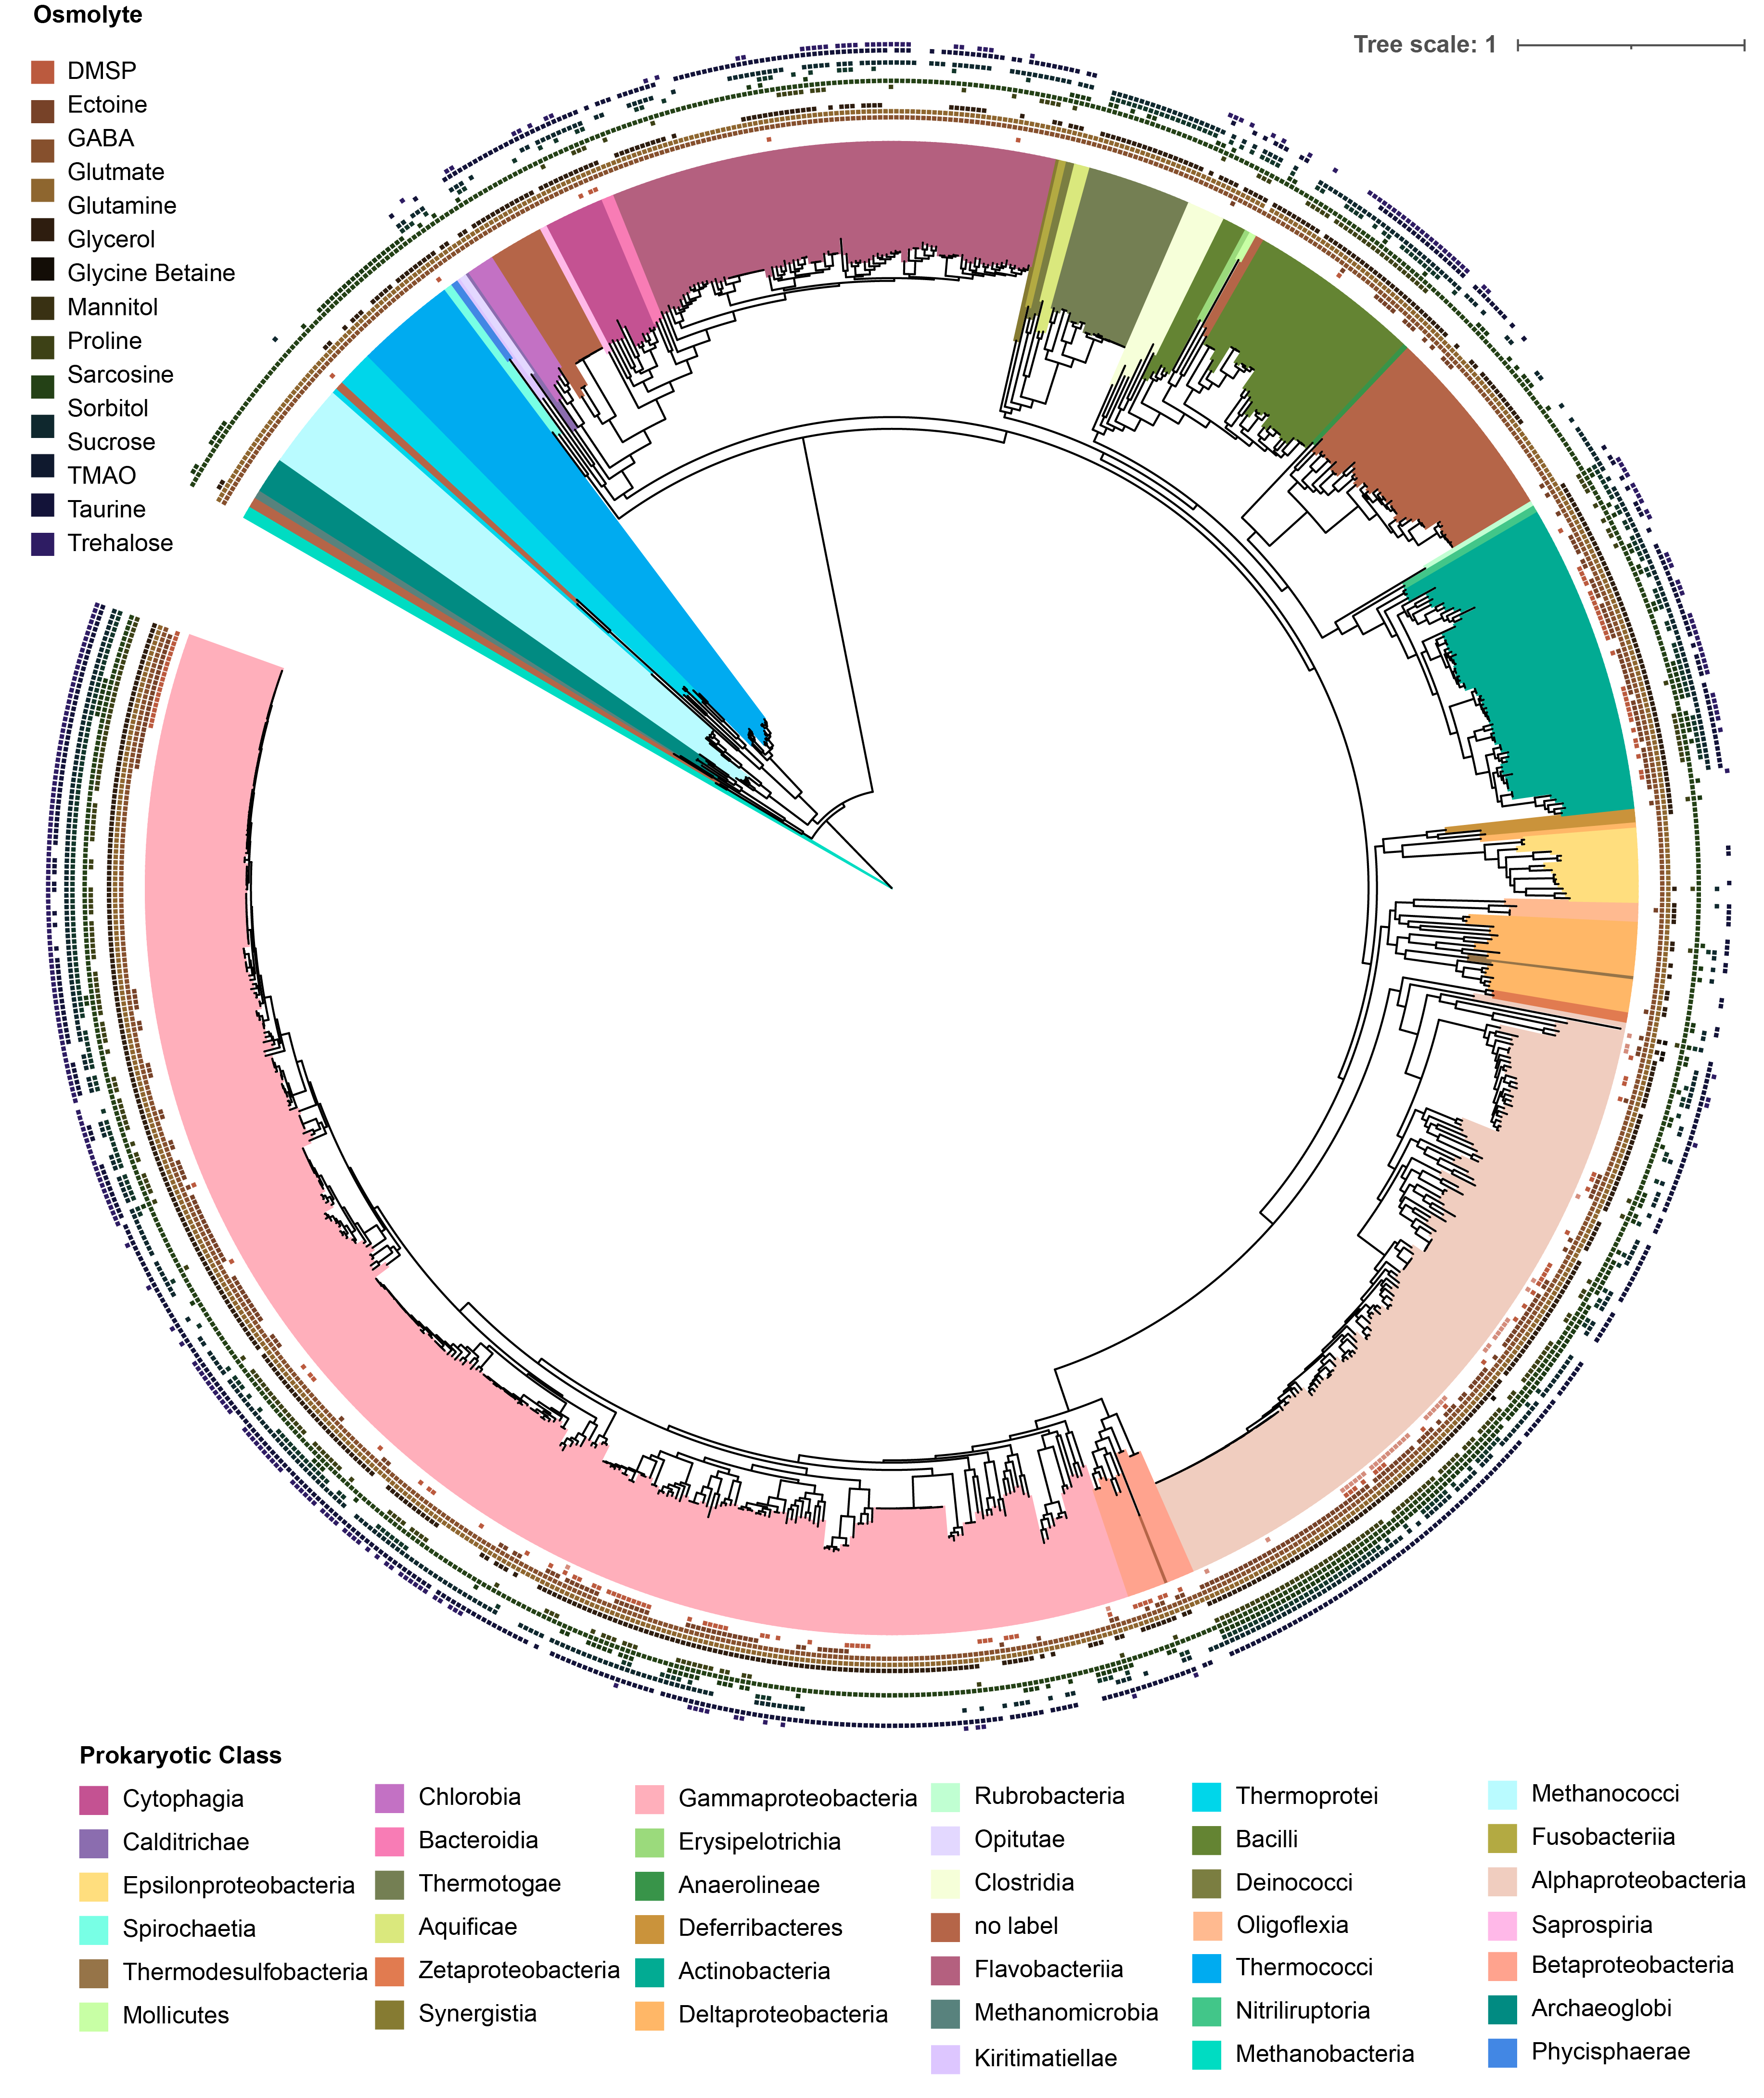 Osmolyte
Tree scale: 1
DMSP
Ectoine
GABA
Glutmate
Glutamine
Glycerol
Glycine Betaine
Mannitol
Proline
Sarcosine
Sorbitol
Sucrose
TMAO
Taurine
Trehalose
Prokaryotic Class
Cytophagia
Calditrichae
Epsilonproteobacteria
Spirochaetia
Thermodesulfobacteria
Mollicutes
Chlorobia
Bacteroidia
Thermotogae
Aquificae
Zetaproteobacteria
Synergistia
Gammaproteobacteria
Erysipelotrichia
Anaerolineae
Deferribacteres
Actinobacteria
Deltaproteobacteria
Rubrobacteria
Opitutae
Clostridia
no label
Flavobacteriia
Methanomicrobia
Kiritimatiellae
Thermoprotei
Bacilli
Deinococci
Oligoflexia
Thermococci
Nitriliruptoria
Methanobacteria
Methanococci
Fusobacteriia
Alphaproteobacteria
Saprospiria
Betaproteobacteria
Archaeoglobi
Phycisphaerae